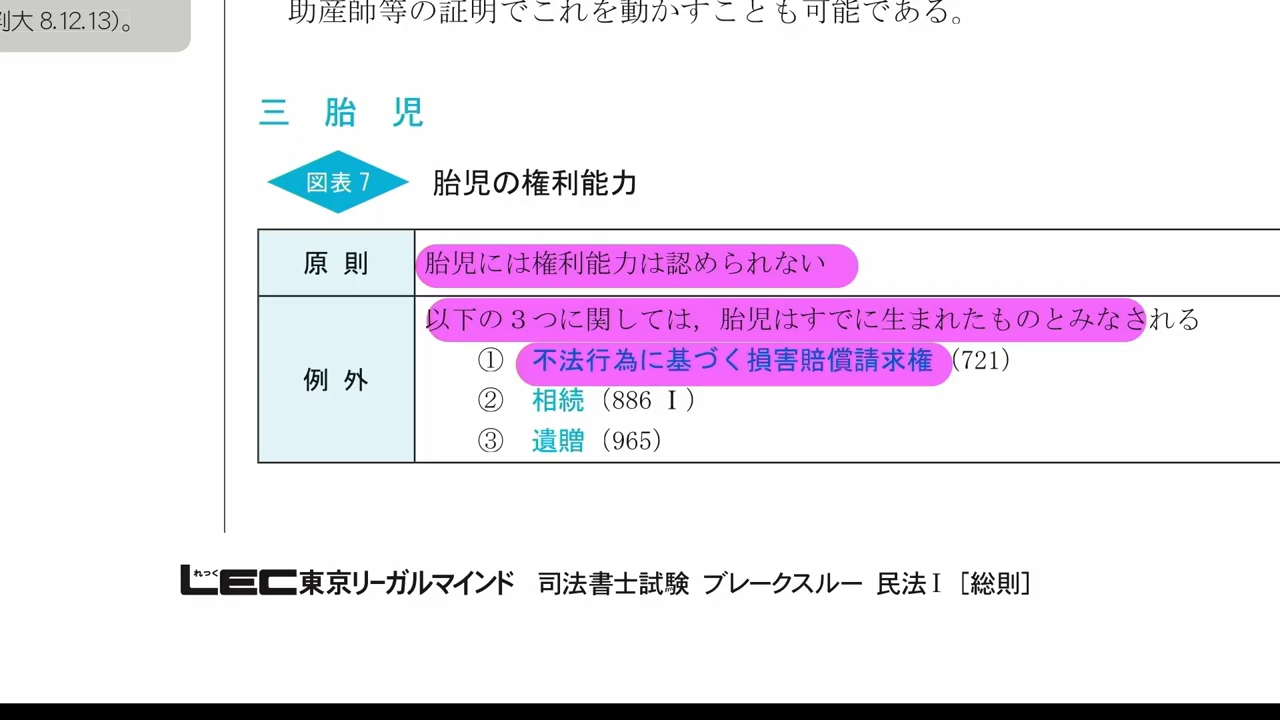 判大 8.12.13）。
助産師等の証明でこれを動かすことも可能である。
三 胎 児
図表 7 胎児の権利能力
原 則 胎児には権利能力は認められない
例 外 以下の３つに関しては，胎児はすでに生まれたものとみなされる
① 不法行為に基づく損害賠償請求権（721）
② 相続（886 Ⅰ）
③ 遺贈（965）
れっく LEC東京リーガルマインド 司法書士試験 ブレークスルー 民法Ⅰ［総則］